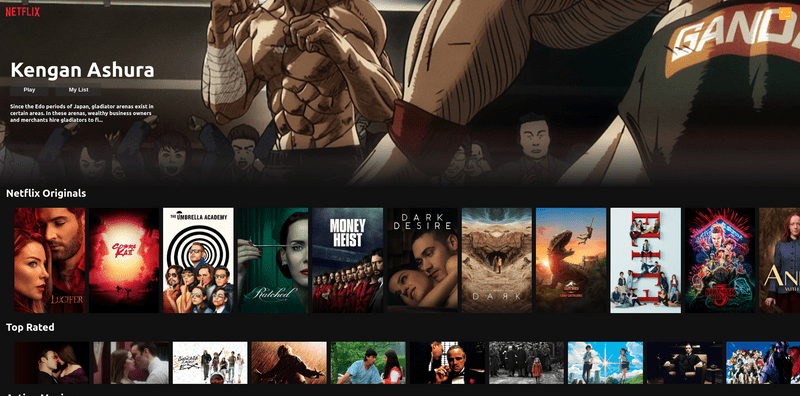 NETFLIX
GANDA
Kengan Ashura
Play
My List
Since the Edo periods of Japan, gladiator arenas exist in
certain areas. In these arenas, wealthy business owners
and merchants hire gladiators to fi...
Netflix Originals
LUCIFER
COBRA
KAI
THE UMBRELLA ACADEMY
Ratched
MONEY
HEIST
DARK
DESIRE
DARK
ELITE
Top Rated